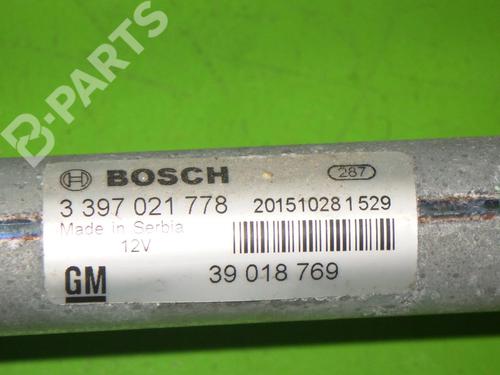 B-PARTS
BOSCH
287
3 397 021 778
201510281529
Made in Serbia
12V
GM
39 018 769